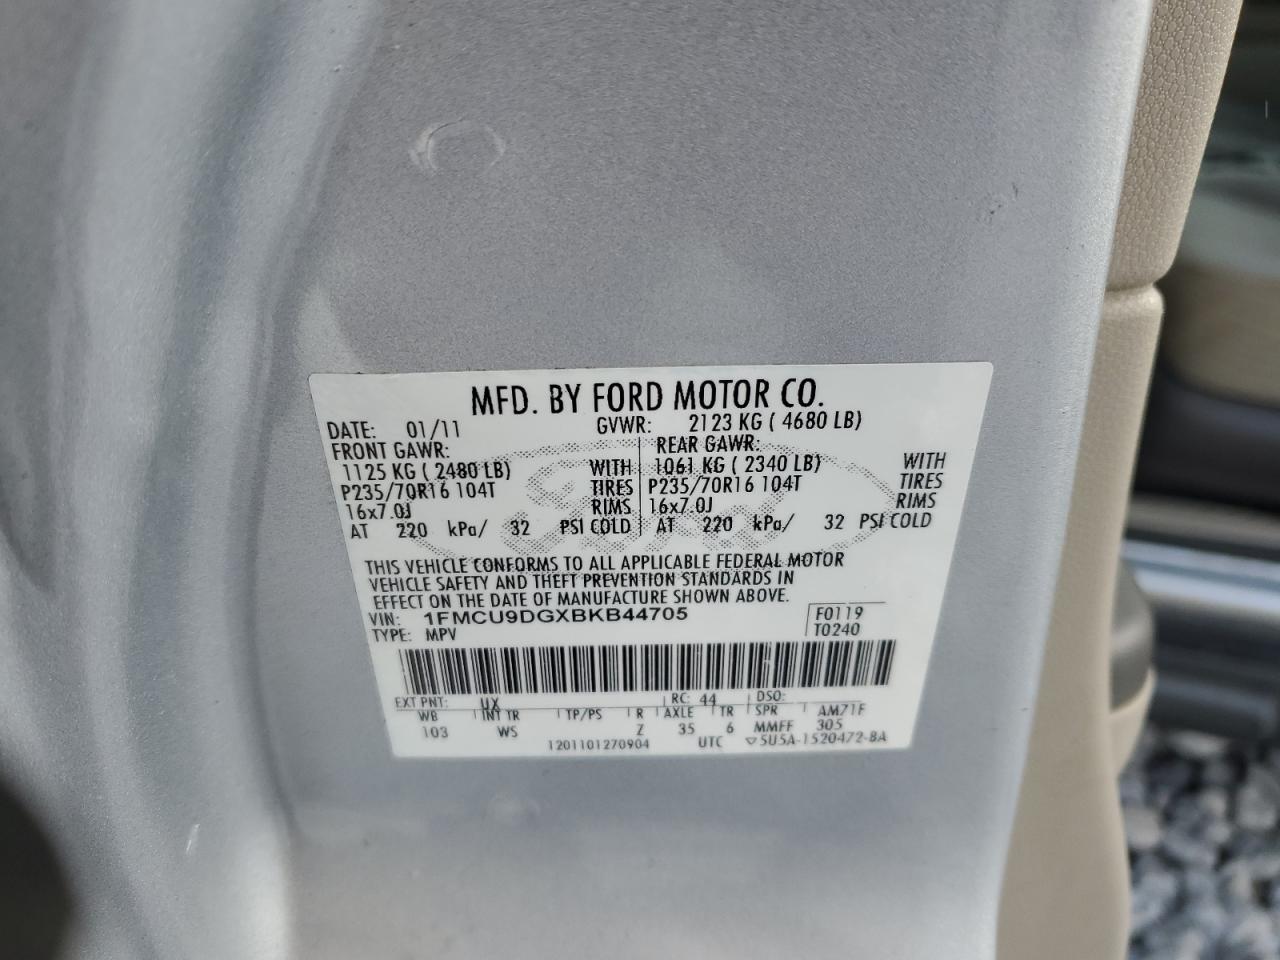 MFD. BY FORD MOTOR CO.
DATE: 01/11 GVWR: 2123 KG ( 4680 LB)
FRONT GAWR: REAR GAWR:
1125 KG ( 2480 LB) WITH 1061 KG ( 2340 LB) WITH
P235/70R16 104T TIRES P235/70R16 104T TIRES
16x7.0J RIMS 16x7.0J RIMS
AT 220 kPa/ 32 PSI COLD AT 220 kPa/ 32 PSI COLD
THIS VEHICLE CONFORMS TO ALL APPLICABLE FEDERAL MOTOR
VEHICLE SAFETY AND THEFT PREVENTION STANDARDS IN
EFFECT ON THE DATE OF MANUFACTURE SHOWN ABOVE.
VIN: 1FMCU9DGXBKB44705 F0119
TYPE: MPV T0240
EXT PNT: UX RC: 44 DSO:
WB INT TR TP/PS R AXLE TR SPR AM71F
103 WS Z 35 6 MMFF 305
1201101270904 UTC ▽5U5A-1520472-BA
Ford